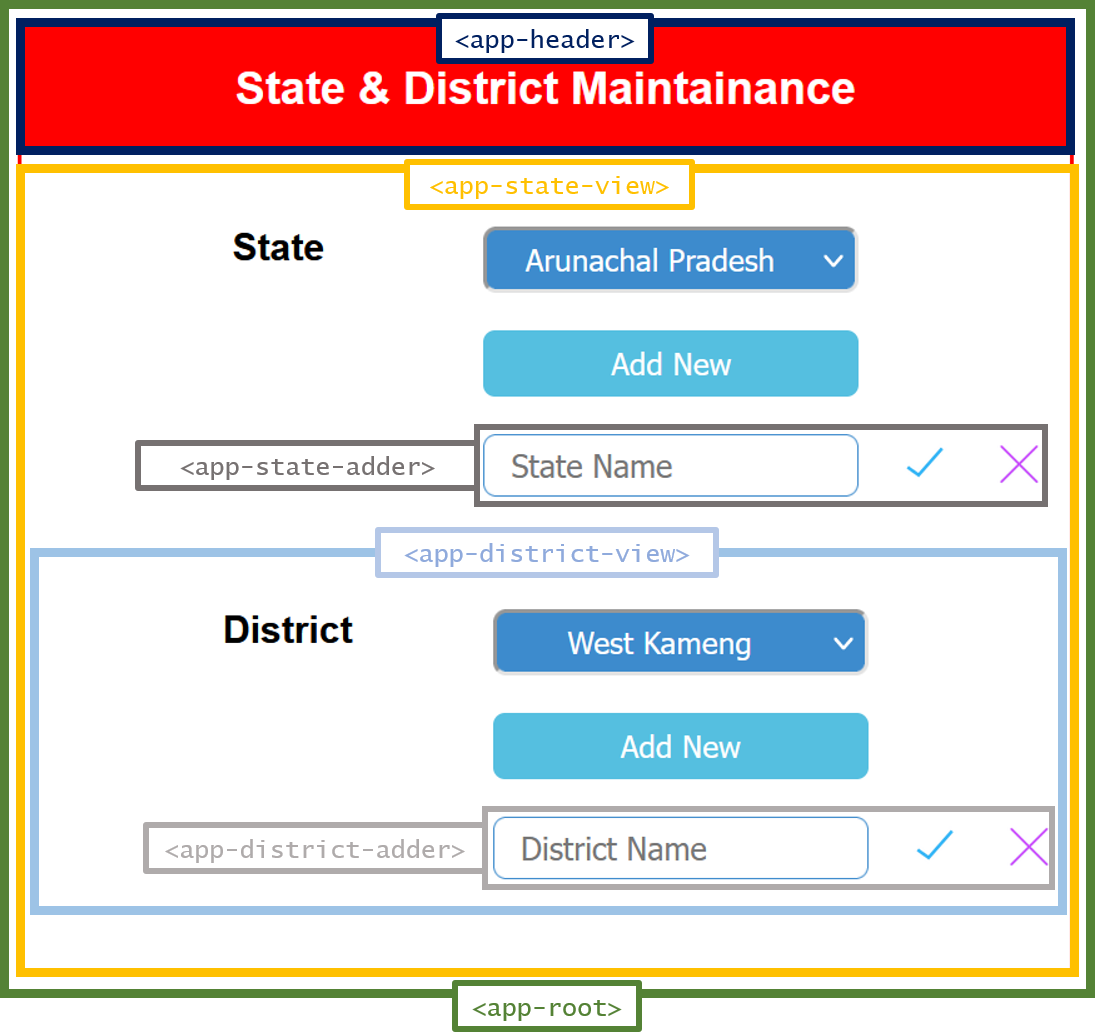 <app-header>
State & District Maintainance
<app-state-view>
State
Arunachal Pradesh
Add New
<app-state-adder>
State Name
<app-district-view>
District
West Kameng
Add New
<app-district-adder>
District Name
<app-root>